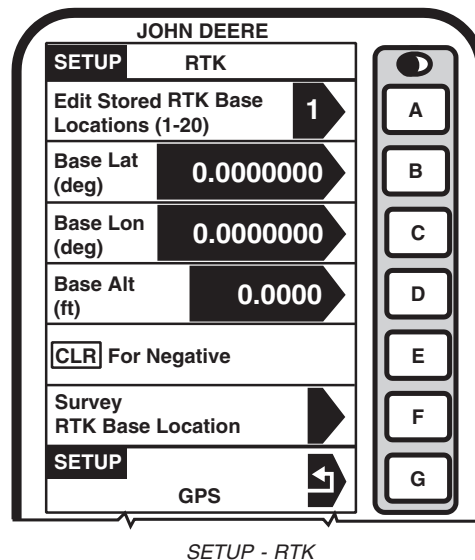 JOHN DEERE
SETUP RTK
Edit Stored RTK Base
Locations (1-20)
1
A
Base Lat
(deg)
0.0000000
B
Base Lon
(deg)
0.0000000
C
Base Alt
(ft)
0.0000
D
CLR For Negative
E
Survey
RTK Base Location
F
SETUP
GPS
G
SETUP - RTK